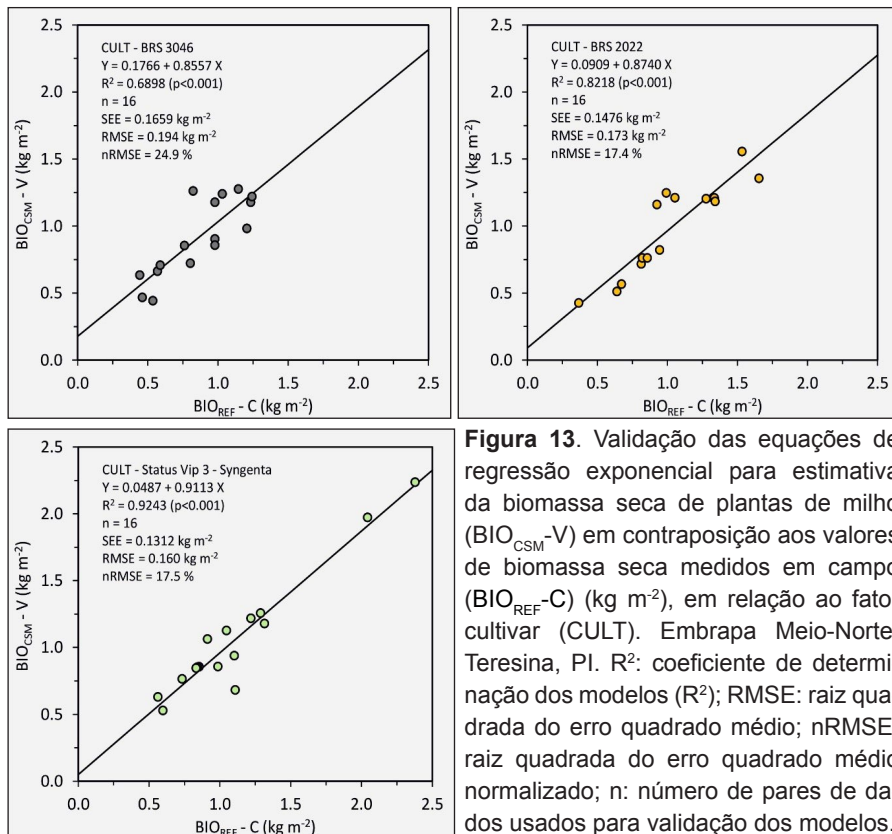 2.5
2.0
1.5
1.0
0.5
0.0
BIO_CSM - V (kg m⁻²)
CULT - BRS 3046
Y = 0.1766 + 0.8557 X
R² = 0.6898 (p<0.001)
n = 16
SEE = 0.1659 kg m⁻²
RMSE = 0.194 kg m⁻²
nRMSE = 24.9 %
0.0 0.5 1.0 1.5 2.0 2.5
BIO_REF - C (kg m⁻²)
2.5
2.0
1.5
1.0
0.5
0.0
BIO_CSM - V (kg m⁻²)
CULT - BRS 2022
Y = 0.0909 + 0.8740 X
R² = 0.8218 (p<0.001)
n = 16
SEE = 0.1476 kg m⁻²
RMSE = 0.173 kg m⁻²
nRMSE = 17.4 %
0.0 0.5 1.0 1.5 2.0 2.5
BIO_REF - C (kg m⁻²)
2.5
2.0
1.5
1.0
0.5
0.0
BIO_CSM - V (kg m⁻²)
CULT - Status Vip 3 - Syngenta
Y = 0.0487 + 0.9113 X
R² = 0.9243 (p<0.001)
n = 16
SEE = 0.1312 kg m⁻²
RMSE = 0.160 kg m⁻²
nRMSE = 17.5 %
0.0 0.5 1.0 1.5 2.0 2.5
BIO_REF - C (kg m⁻²)
Figura 13. Validação das equações de
regressão exponencial para estimativa
da biomassa seca de plantas de milho
(BIO_CSM-V) em contraposição aos valores
de biomassa seca medidos em campo
(BIO_REF-C) (kg m⁻²), em relação ao fato
cultivar (CULT). Embrapa Meio-Norte
Teresina, PI. R²: coeficiente de determi
nação dos modelos (R²); RMSE: raiz qua
drada do erro quadrado médio; nRMSE
raiz quadrada do erro quadrado médio
normalizado; n: número de pares de da
dos usados para validação dos modelos.